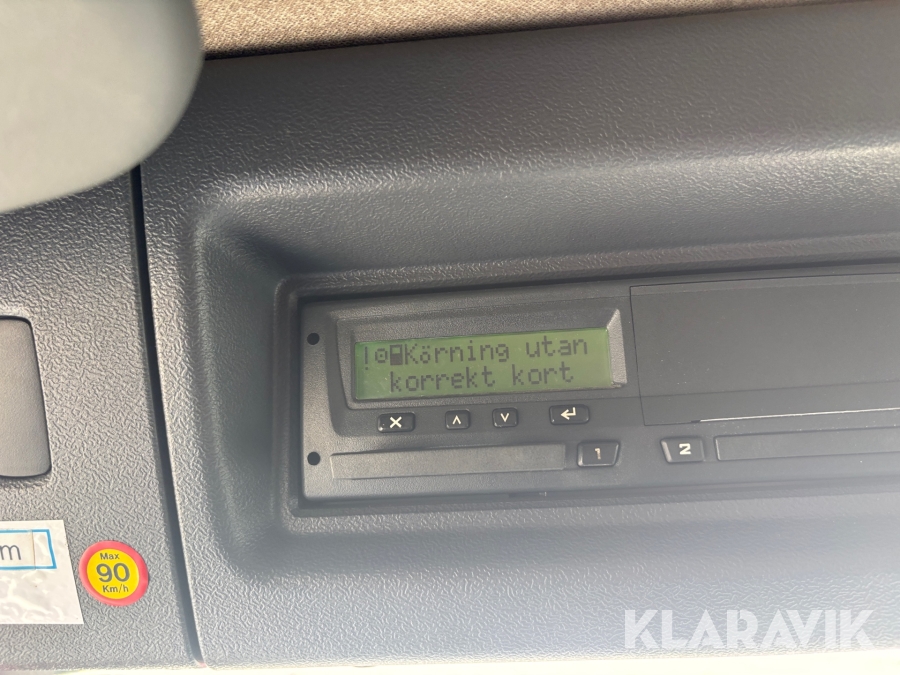 !Körning utan
korrekt kort
1
2
m
Max
90
Km/h
KLARAVIK